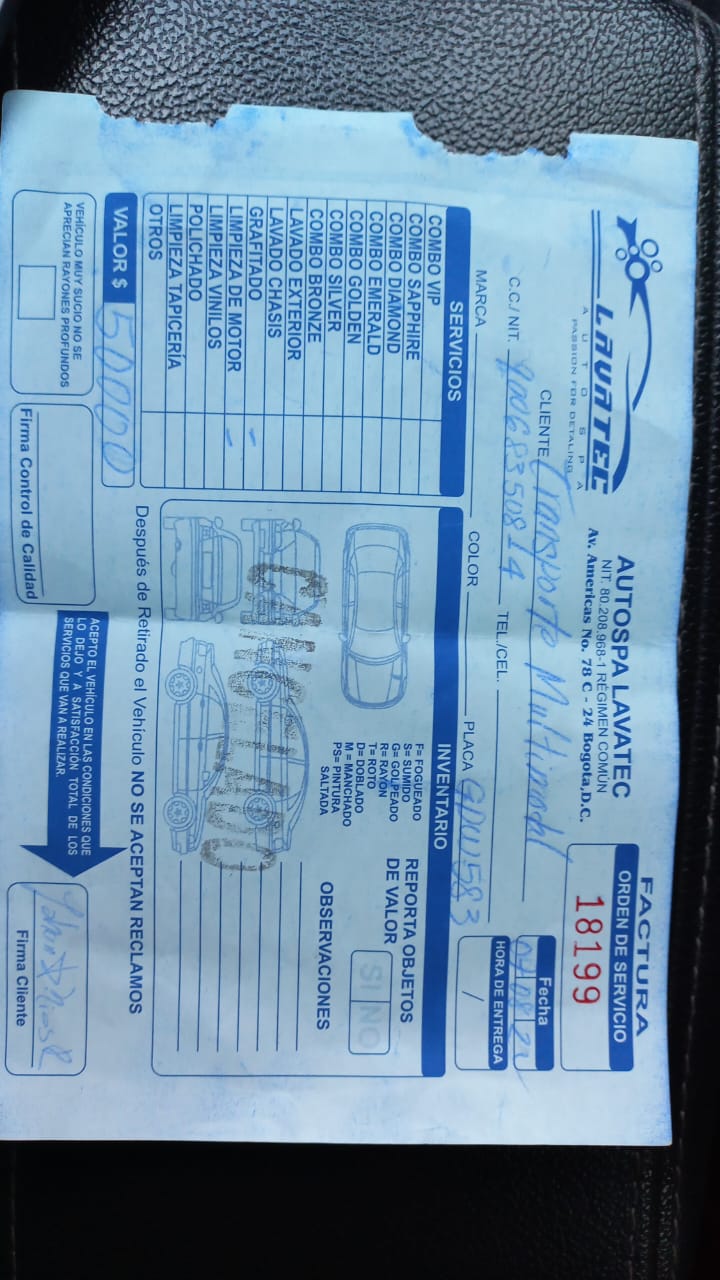 LAVATEC
AUTOSPA
PASSION FOR DETALING
AUTOSPA LAVATEC
NIT. 80.208.968-1 RÉGIMEN COMÚN
Av. Americas No. 78 C - 24 Bogota,D.C.
FACTURA
ORDEN DE SERVICIO
18199
CLIENTE Transporte Multimodal
C.C./ NIT. 90068350814 TEL./CEL.
Fecha
MARCA COLOR PLACA GDW583
HORA DE ENTREGA
/
SERVICIOS
COMBO VIP
COMBO SAPPHIRE
COMBO DIAMOND
COMBO EMERALD
COMBO GOLDEN
COMBO SILVER
COMBO BRONZE
LAVADO EXTERIOR
LAVADO CHASIS
GRAFITADO -
LIMPIEZA DE MOTOR -
LIMPIEZA VINILOS
POLICHADO
LIMPIEZA TAPICERÍA
OTROS
VALOR $ 50000
INVENTARIO
F= FOGUEADO
S= SUMIDO
G= GOLPEADO
R= RAYÓN
T= ROTO
D= DOBLADO
M = MANCHADO
PS= PINTURA
SALTADA
REPORTA OBJETOS
DE VALOR
SI NO
OBSERVACIONES
CANCELADO
Después de Retirado el Vehículo NO SE ACEPTAN RECLAMOS
VEHÍCULO MUY SUCIO NO SE
APRECIAN RAYONES PROFUNDOS
Firma Control de Calidad
ACEPTO EL VEHÍCULO EN LAS CONDICIONES QUE
LO DEJO Y A SATISFACCIÓN TOTAL DE LOS
SERVICIOS QUE VAN A REALIZAR.
Firma Cliente